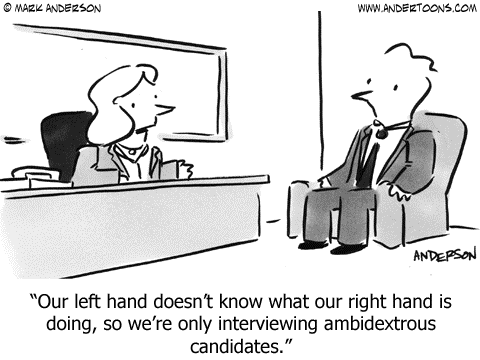 © MARK ANDERSON
WWW.ANDERTOONS.COM
ANDERSON
“Our left hand doesn’t know what our right hand is
doing, so we’re only interviewing ambidextrous
candidates.”